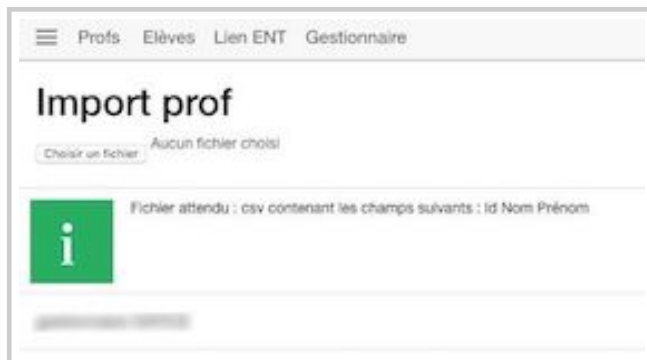 Profs Elèves Lien ENT Gestionnaire
Import prof
Choisir un fichier Aucun fichier choisi
i
Fichier attendu : csv contenant les champs suivants : Id Nom Prénom